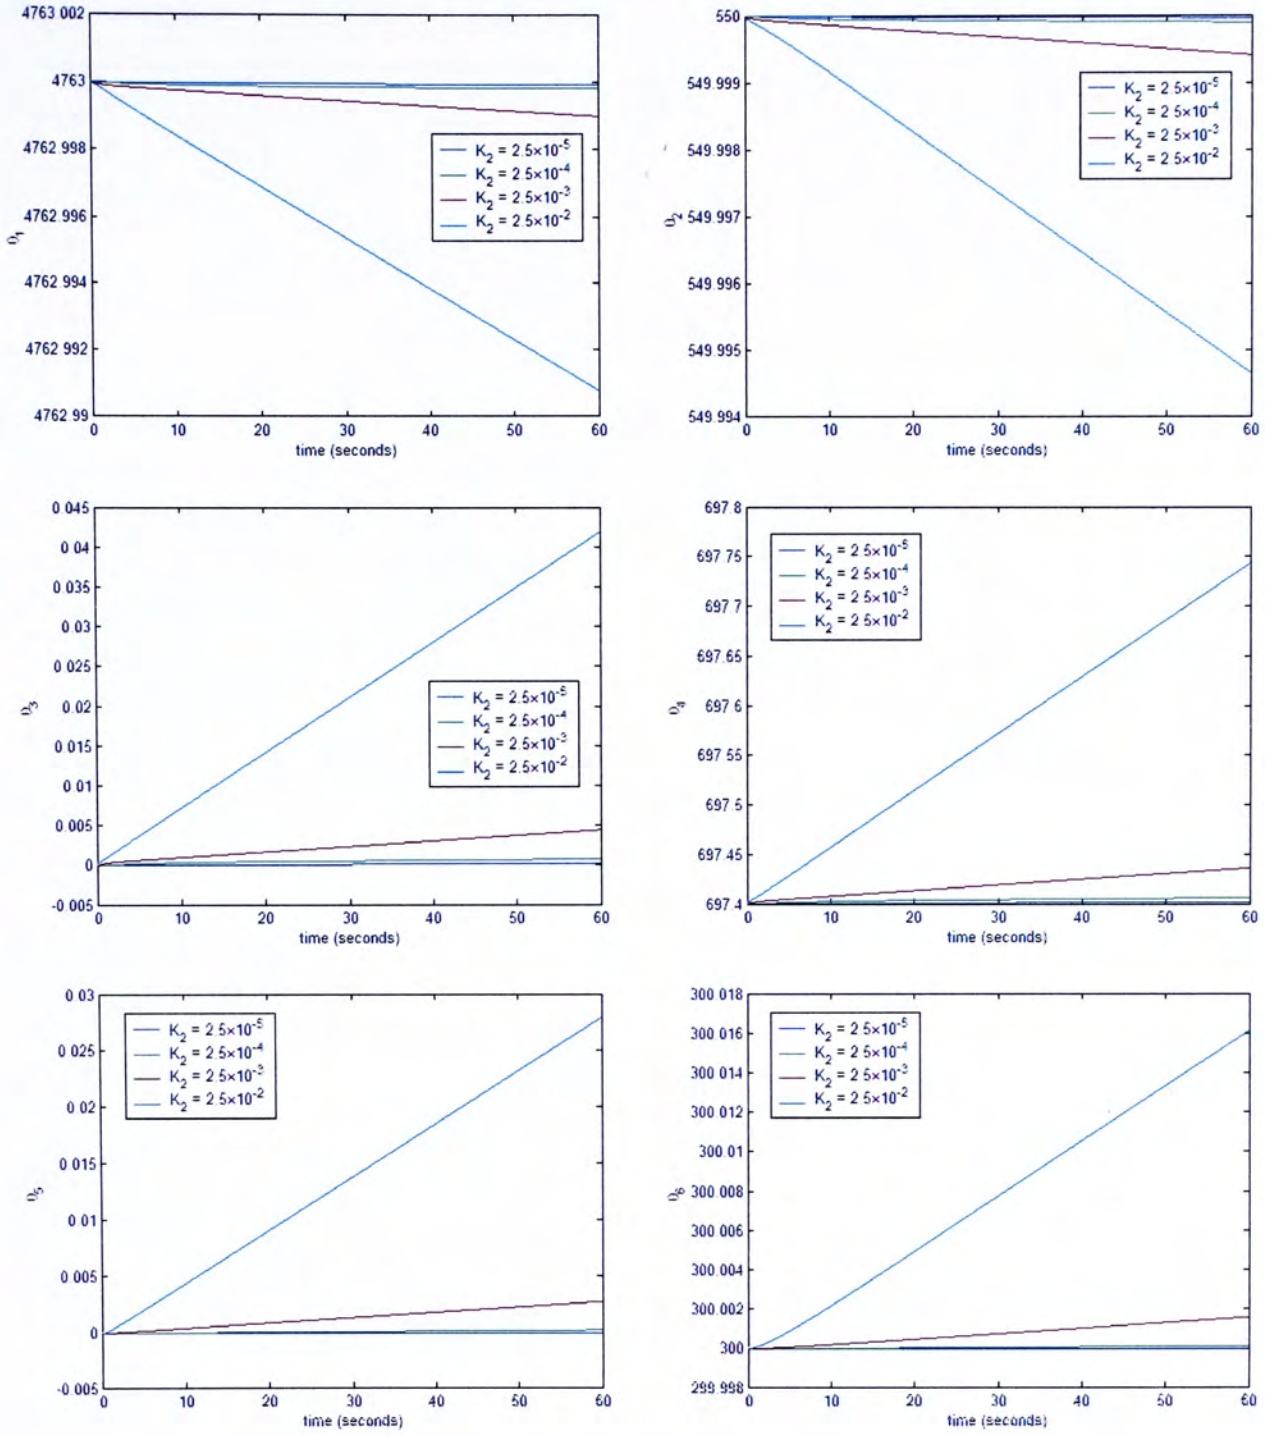 4763 002
4763
4762 998
4762 996
4762 994
4762 992
4762 99
θ1
0 10 20 30 40 50 60
time (seconds)
K2 = 2 5×10-5
K2 = 2 5×10-4
K2 = 2 5×10-3
K2 = 2 5×10-2
550
549.999
549.998
549.997
549.996
549.995
549.994
θ2
0 10 20 30 40 50 60
time (seconds)
K2 = 2 5×10-5
K2 = 2 5×10-4
K2 = 2 5×10-3
K2 = 2 5×10-2
0 045
0 04
0 035
0 03
0 025
0 02
0 015
0 01
0 005
0
-0.005
θ3
0 10 20 30 40 50 60
time (seconds)
K2 = 2.5×10-5
K2 = 2.5×10-4
K2 = 2.5×10-3
K2 = 2.5×10-2
697.8
697.75
697.7
697.65
697.6
697.55
697.5
697.45
697.4
θ4
0 10 20 30 40 50 60
time (seconds)
K2 = 2 5×10-5
K2 = 2 5×10-4
K2 = 2 5×10-3
K2 = 2 5×10-2
0 03
0 025
0 02
0 015
0 01
0 005
0
-0.005
θ5
0 10 20 30 40 50 60
time (seconds)
K2 = 2 5×10-5
K2 = 2 5×10-4
K2 = 2 5×10-3
K2 = 2 5×10-2
300 018
300 016
300 014
300 012
300 01
300 008
300 006
300 004
300 002
300
299 998
θ6
0 10 20 30 40 50 60
time (seconds)
K2 = 2 5×10-5
K2 = 2 5×10-4
K2 = 2 5×10-3
K2 = 2 5×10-2